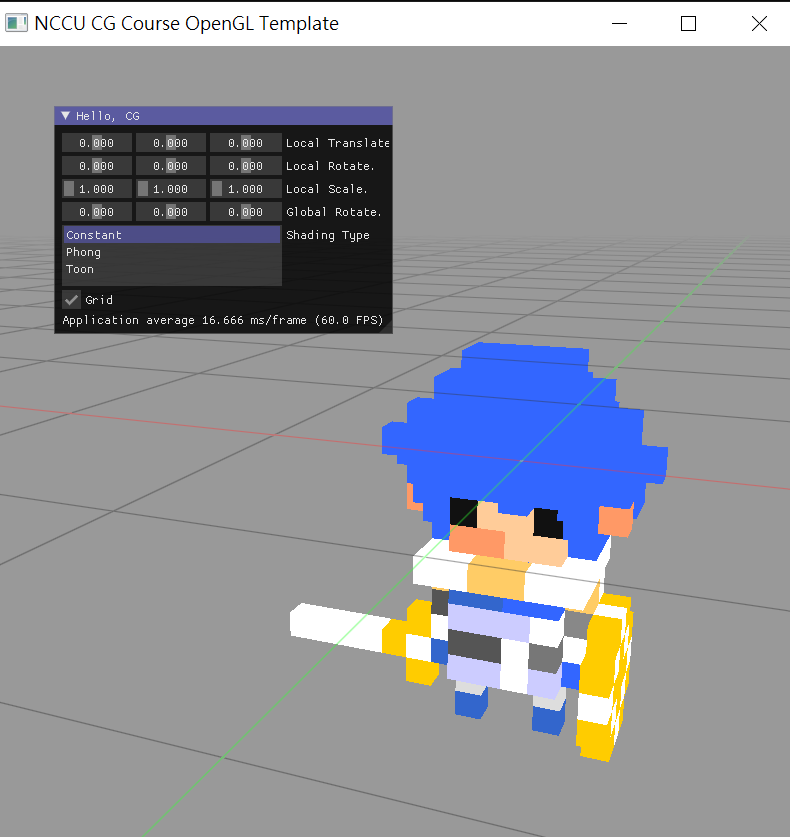 NCCU CG Course OpenGL Template
Hello, CG
0.000 0.000 0.000 Local Translate
0.000 0.000 0.000 Local Rotate.
1.000 1.000 1.000 Local Scale.
0.000 0.000 0.000 Global Rotate.
Constant Shading Type
Phong
Toon
Grid
Application average 16.666 ms/frame (60.0 FPS)